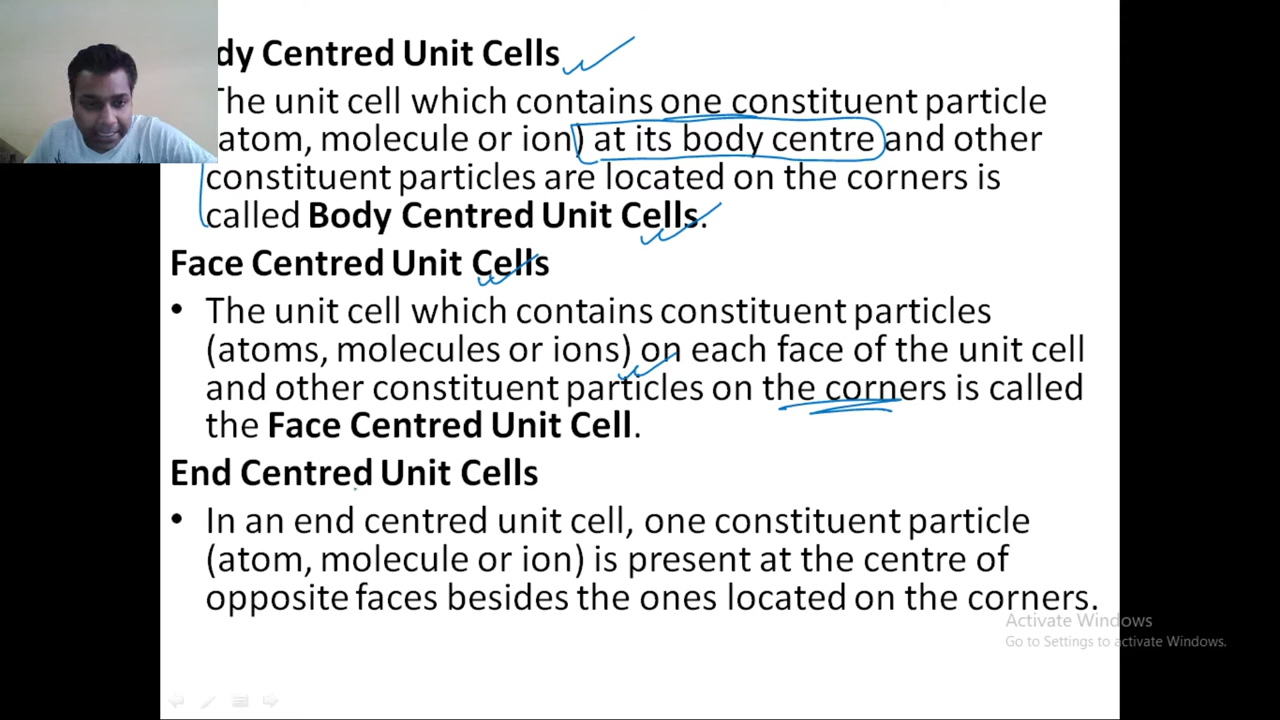 dy Centred Unit Cells
The unit cell which contains one constituent particle
atom, molecule or ion) at its body centre and other
constituent particles are located on the corners is
called Body Centred Unit Cells.
Face Centred Unit Cells
• The unit cell which contains constituent particles
(atoms, molecules or ions) on each face of the unit cell
and other constituent particles on the corners is called
the Face Centred Unit Cell.
End Centred Unit Cells
• In an end centred unit cell, one constituent particle
(atom, molecule or ion) is present at the centre of
opposite faces besides the ones located on the corners.
Activate Windows
Go to Settings to activate Windows.